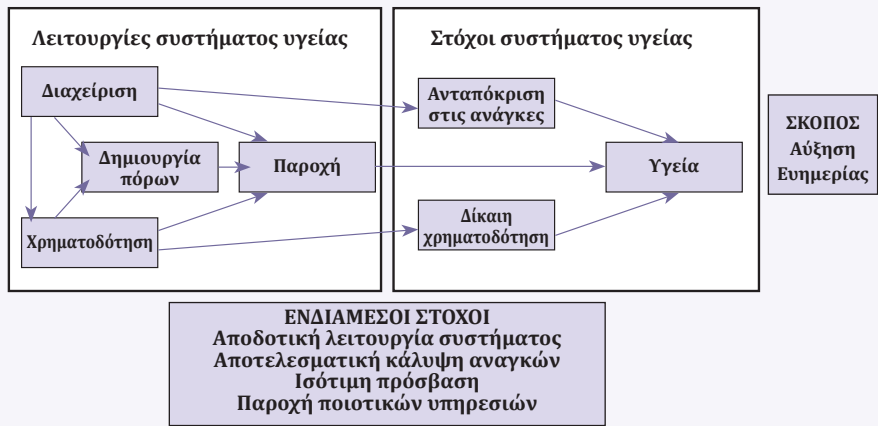 Λειτουργίες συστήματος υγείας
Διαχείριση
Δημιουργία
πόρων
Παροχή
Χρηματοδότηση
Στόχοι συστήματος υγείας
Ανταπόκριση
στις ανάγκες
Υγεία
Δίκαιη
χρηματοδότηση
ΣΚΟΠΟΣ
Αύξηση
Ευημερίας
ΕΝΔΙΑΜΕΣΟΙ ΣΤΟΧΟΙ
Αποδοτική λειτουργία συστήματος
Αποτελεσματική κάλυψη αναγκών
Ισότιμη πρόσβαση
Παροχή ποιοτικών υπηρεσιών